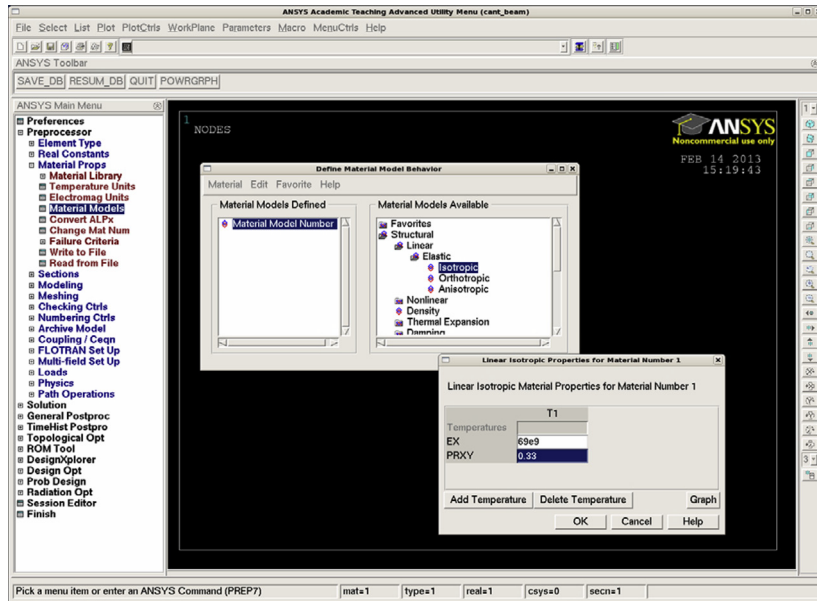 ANSYS Academic Teaching Advanced Utility Menu (cant_beam)
File Select List Plot PlotCtrls WorkPlane Parameters Macro MenuCtrls Help
ANSYS Toolbar
SAVE_DB RESUM_DB QUIT POWRGRPH
ANSYS Main Menu
Preferences
Preprocessor
Element Type
Real Constants
Material Props
Material Library
Temperature Units
Electromag Units
Material Models
Convert ALPx
Change Mat Num
Failure Criteria
Write to File
Read from File
Sections
Modeling
Meshing
Checking Ctrls
Numbering Ctrls
Archive Model
Coupling / Ceqn
FLOTRAN Set Up
Multi-field Set Up
Loads
Physics
Path Operations
Solution
General Postproc
TimeHist Postpro
Topological Opt
ROM Tool
DesignXplorer
Design Opt
Prob Design
Radiation Opt
Session Editor
Finish
1
NODES
ANSYS
Noncommercial use only
FEB 14 2013
15:19:43
Define Material Model Behavior
Material Edit Favorite Help
Material Models Defined
Material Model Number
Material Models Available
Favorites
Structural
Linear
Elastic
Isotropic
Orthotropic
Anisotropic
Nonlinear
Density
Thermal Expansion
Damping
Linear Isotropic Properties for Material Number 1
Linear Isotropic Material Properties for Material Number 1
T1
Temperatures
EX 69e9
PRXY 0.33
Add Temperature Delete Temperature Graph
OK Cancel Help
1
3
Pick a menu item or enter an ANSYS Command (PREP7) mat=1 type=1 real=1 csys=0 secn=1